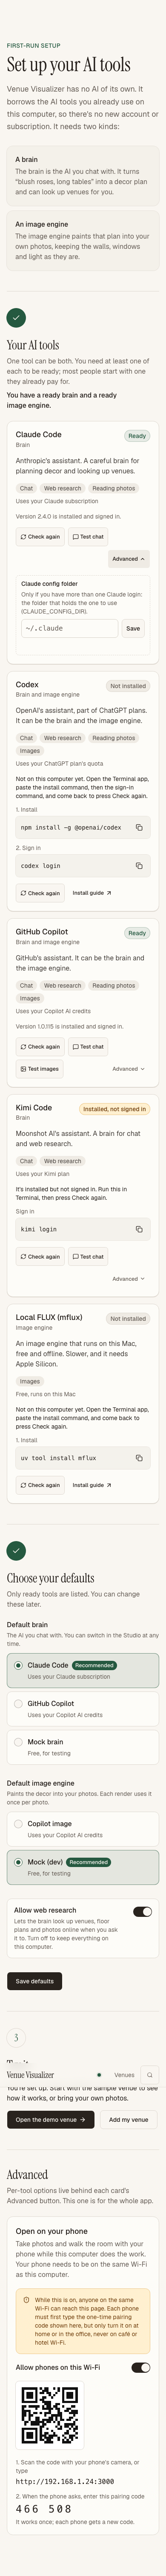 FIRST-RUN SETUP
Set up your AI tools
Venue Visualizer has no AI of its own. It
borrows the AI tools you already use on
this computer, so there's no new account or
subscription. It needs two kinds:
A brain
The brain is the AI you chat with. It turns
“blush roses, long tables” into a decor plan
and can look up venues for you.
An image engine
The image engine paints that plan into your
own photos, keeping the walls, windows
and light as they are.
Your AI tools
One tool can be both. You need at least one of
each to be ready; most people start with one
they already pay for.
You have a ready brain and a ready
image engine.
Claude Code
Ready
Brain
Anthropic's assistant. A careful brain for
planning decor and looking up venues.
Chat Web research Reading photos
Uses your Claude subscription
Version 2.4.0 is installed and signed in.
Check again Test chat
Advanced
Claude config folder
Only if you have more than one Claude login:
the folder that holds the one to use
(CLAUDE_CONFIG_DIR).
~/.claude Save
Codex
Not installed
Brain and image engine
OpenAI's assistant, part of ChatGPT plans.
It can be the brain and the image engine.
Chat Web research Reading photos
Images
Uses your ChatGPT plan's quota
Not on this computer yet. Open the Terminal app,
paste the install command, then the sign-in
command, and come back to press Check again.
1. Install
npm install -g @openai/codex
2. Sign in
codex login
Check again Install guide
GitHub Copilot
Ready
Brain and image engine
GitHub's assistant. It can be the brain and
the image engine.
Chat Web research Reading photos
Images
Uses your Copilot AI credits
Version 1.0.115 is installed and signed in.
Check again Test chat
Test images Advanced
Kimi Code
Installed, not signed in
Brain
Moonshot AI's assistant. A brain for chat
and web research.
Chat Web research
Uses your Kimi plan
It's installed but not signed in. Run this in
Terminal, then press Check again.
Sign in
kimi login
Check again Test chat
Advanced
Local FLUX (mflux)
Not installed
Image engine
An image engine that runs on this Mac,
free and offline. Slower, and it needs
Apple Silicon.
Images
Free, runs on this Mac
Not on this computer yet. Open the Terminal app,
paste the install command, and come back to
press Check again.
1. Install
uv tool install mflux
Check again Install guide
Choose your defaults
Only ready tools are listed. You can change
these later.
Default brain
The AI you chat with. You can switch in the Studio at any
time.
Claude Code Recommended
Uses your Claude subscription
GitHub Copilot
Uses your Copilot AI credits
Mock brain
Free, for testing
Default image engine
Paints the decor into your photos. Each render uses it
once per photo.
Copilot image
Uses your Copilot AI credits
Mock (dev) Recommended
Free, for testing
Allow web research
Lets the brain look up venues, floor
plans and photos online when you ask
it to. Turn off to keep everything on
this computer.
Save defaults
3
Venue Visualizer Venues
You're set up. Start with the sample venue to see
how it works, or bring your own photos.
Open the demo venue Add my venue
Advanced
Per-tool options live behind each card's
Advanced button. This one is for the whole app.
Open on your phone
Take photos and walk the room with
your phone while this computer does the work.
Your phone needs to be on the same Wi-Fi
as this computer.
While this is on, anyone on the same
Wi-Fi can reach this page. Each phone
must first type the one-time pairing
code shown here, but only turn it on at
home or in the office, never on café or
hotel Wi-Fi.
Allow phones on this Wi-Fi
1. Scan the code with your phone's camera, or
type
http://192.168.1.24:3000
2. When the phone asks, enter this pairing code
466 508
It works once; each phone gets a new code.